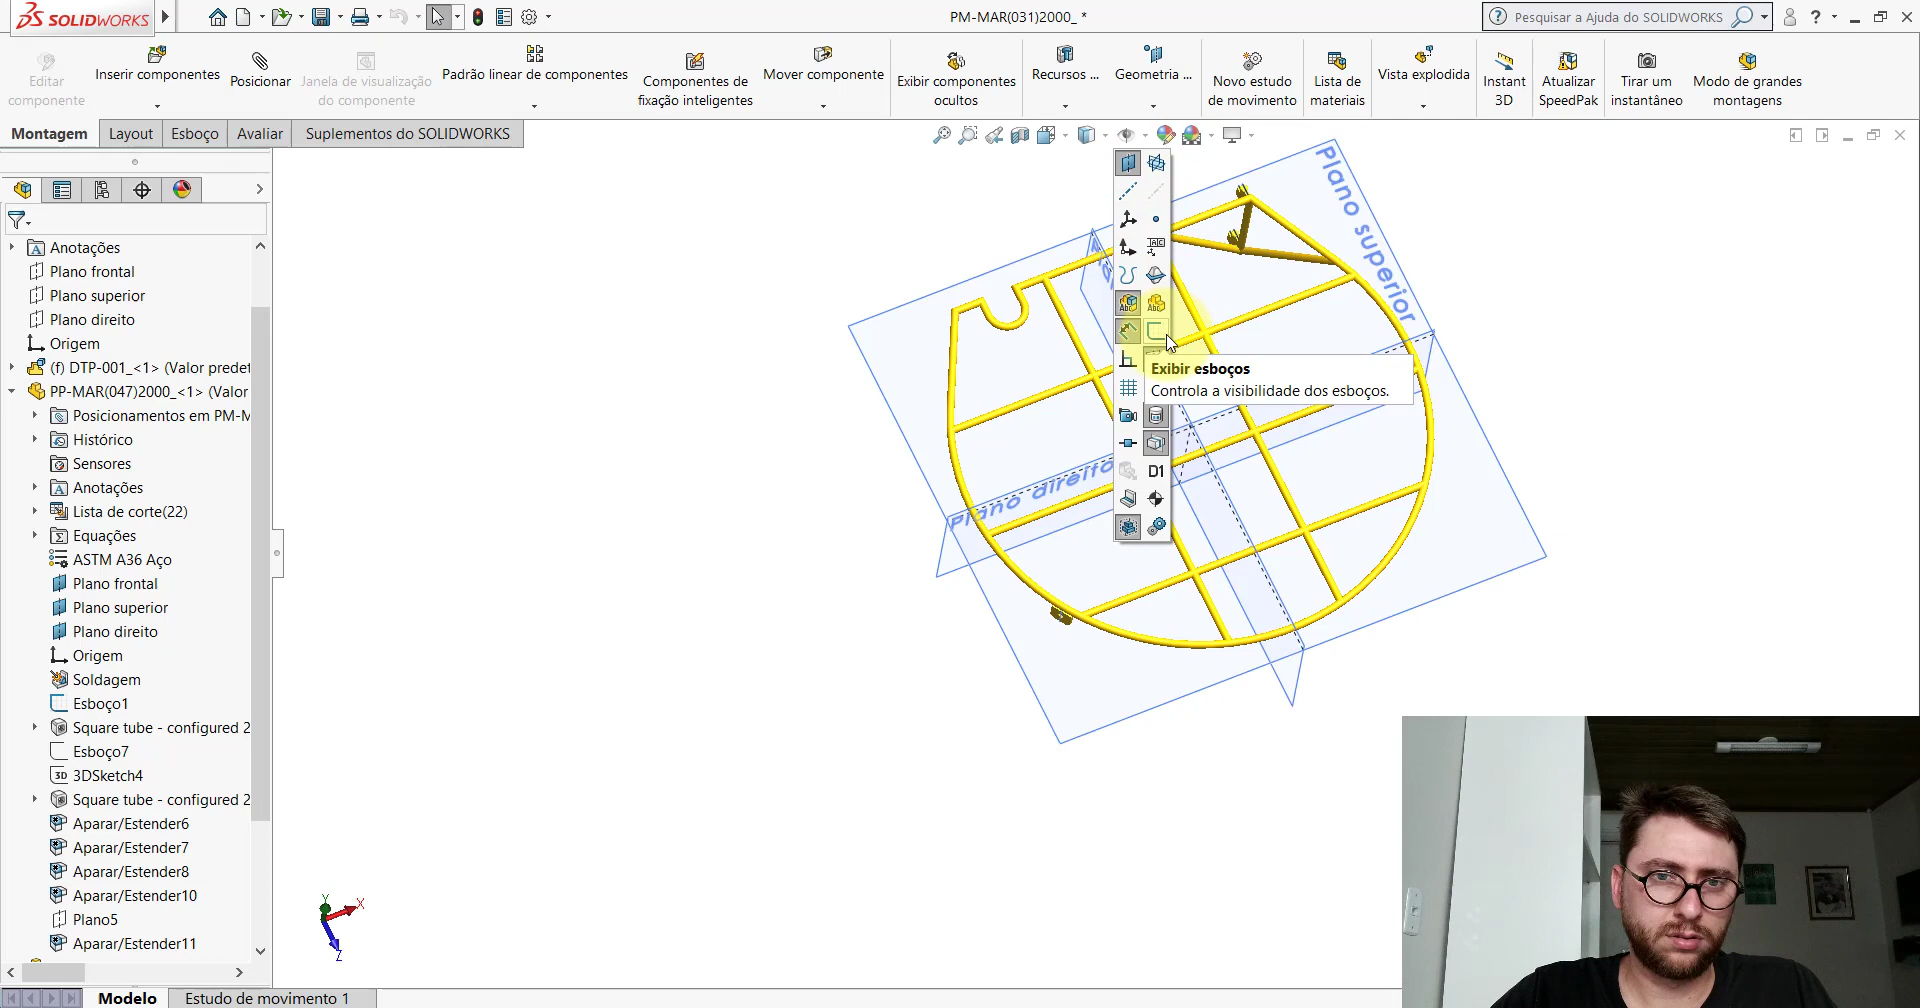 SOLIDWORKS
PM-MAR(031)2000_ *
Pesquisar a Ajuda do SOLIDWORKS
Editar
componente
Inserir componentes
Posicionar
Janela de visualização
do componente
Padrão linear de componentes
Componentes de
fixação inteligentes
Mover componente
Exibir componentes
ocultos
Recursos ...
Geometria ...
Novo estudo
de movimento
Lista de
materiais
Vista explodida
Instant
3D
Atualizar
SpeedPak
Tirar um
instantâneo
Modo de grandes
montagens
Montagem
Layout
Esboço
Avaliar
Suplementos do SOLIDWORKS
Anotações
Plano frontal
Plano superior
Plano direito
Origem
(f) DTP-001_<1> (Valor predet
PP-MAR(047)2000_<1> (Valor
Posicionamentos em PM-M
Histórico
Sensores
Anotações
Lista de corte(22)
Equações
ASTM A36 Aço
Plano frontal
Plano superior
Plano direito
Origem
Soldagem
Esboço1
Square tube - configured 2
Esboço7
3D 3DSketch4
Square tube - configured 2
Aparar/Estender6
Aparar/Estender7
Aparar/Estender8
Aparar/Estender10
Plano5
Aparar/Estender11
Plano superior
Plano direito
Exibir esboços
Controla a visibilidade dos esboços.
D1
Y
X
Z
Modelo
Estudo de movimento 1